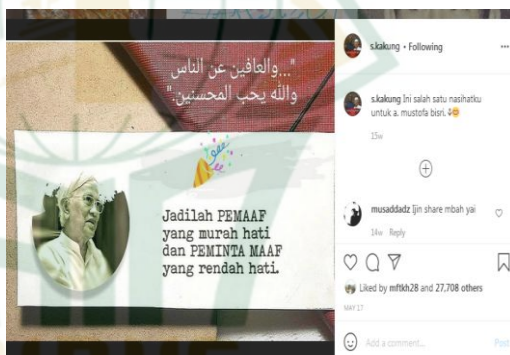 "...والعافين عن الناس
والله يحب المحسنين."
Jadilah PEMAAF
yang murah hati
dan PEMINTA MAAF
yang rendah hati.
s.kakung • Following
s.kakung Ini salah satu nasihatku
untuk a. mustofa bisri.
15w
musaddadz Ijin share mbah yai
14w Reply
Liked by mftkh28 and 27,708 others
MAY 17
Add a comment... Post